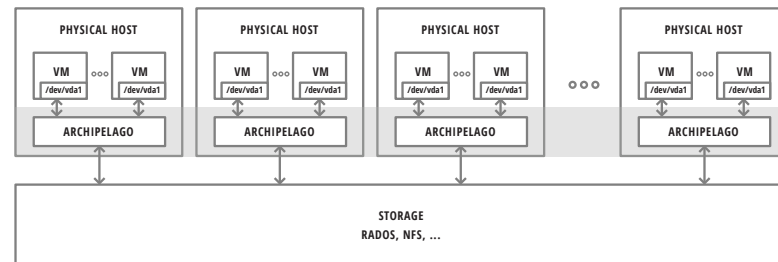 PHYSICAL HOST
PHYSICAL HOST
PHYSICAL HOST
PHYSICAL HOST
VM
VM
VM
VM
VM
VM
VM
VM
/dev/vda1
/dev/vda1
/dev/vda1
/dev/vda1
/dev/vda1
/dev/vda1
/dev/vda1
/dev/vda1
ARCHIPELAGO
ARCHIPELAGO
ARCHIPELAGO
ARCHIPELAGO
STORAGE
RADOS, NFS, ...